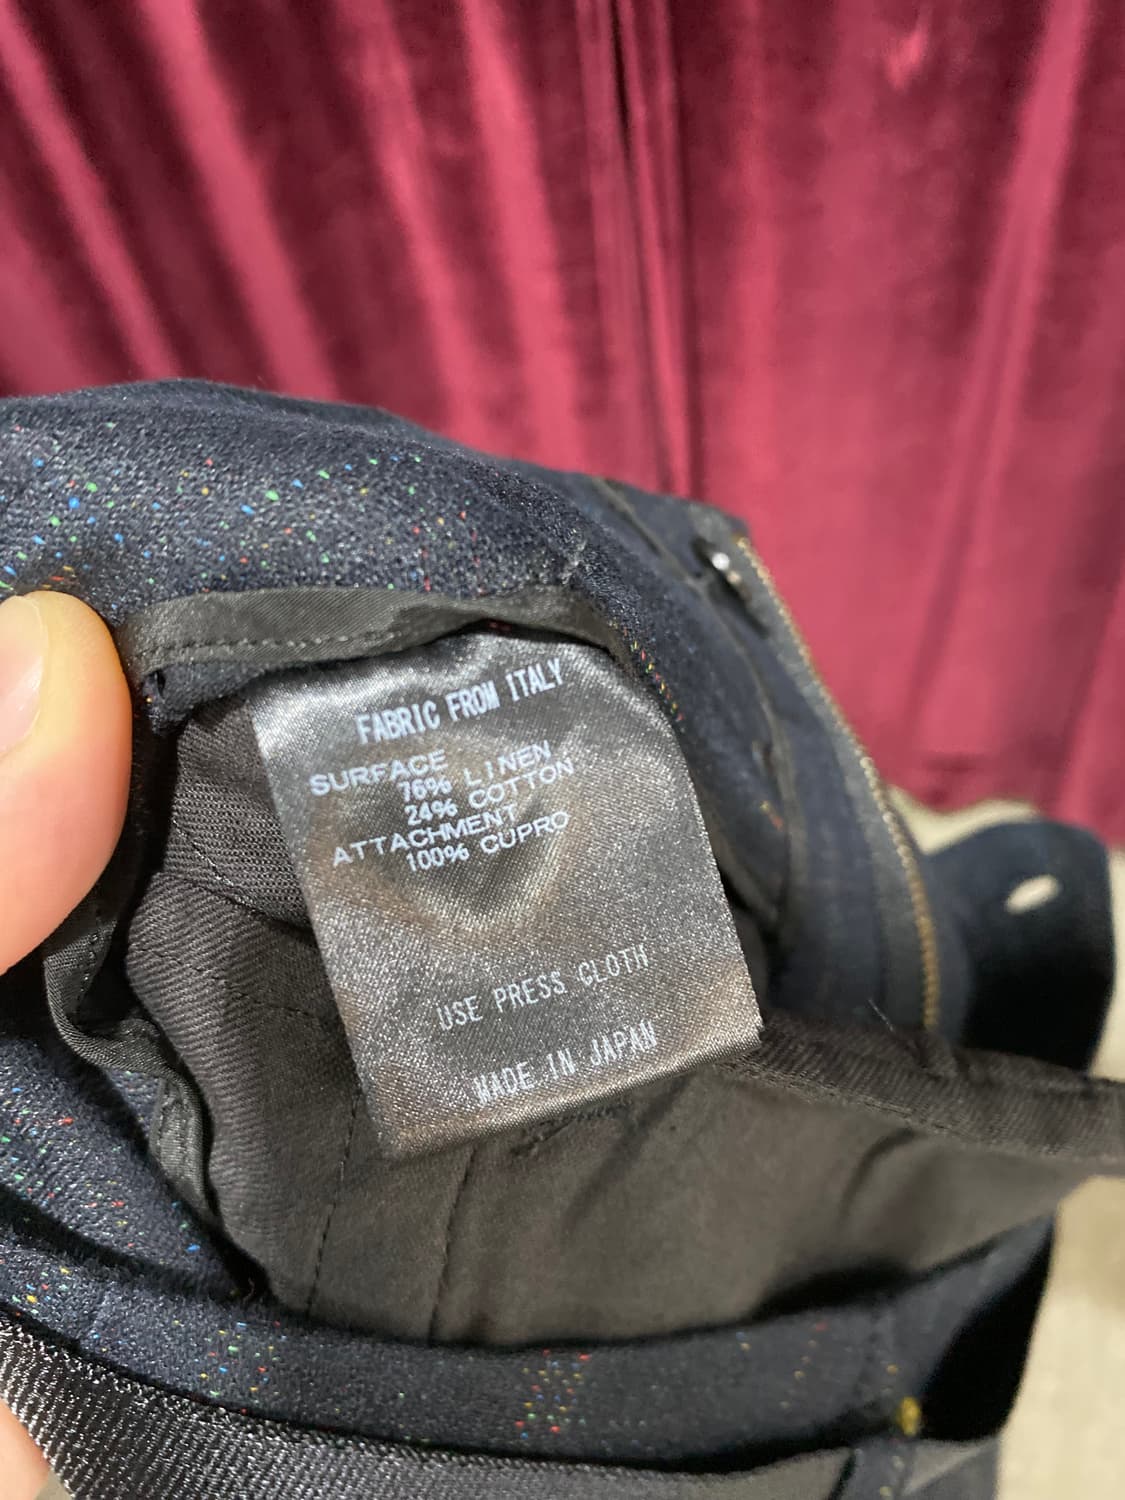 FABRIC FROM ITALY
SURFACE
76% LINEN
24% COTTON
ATTACHMENT
100% CUPRO
USE PRESS CLOTH
MADE IN JAPAN